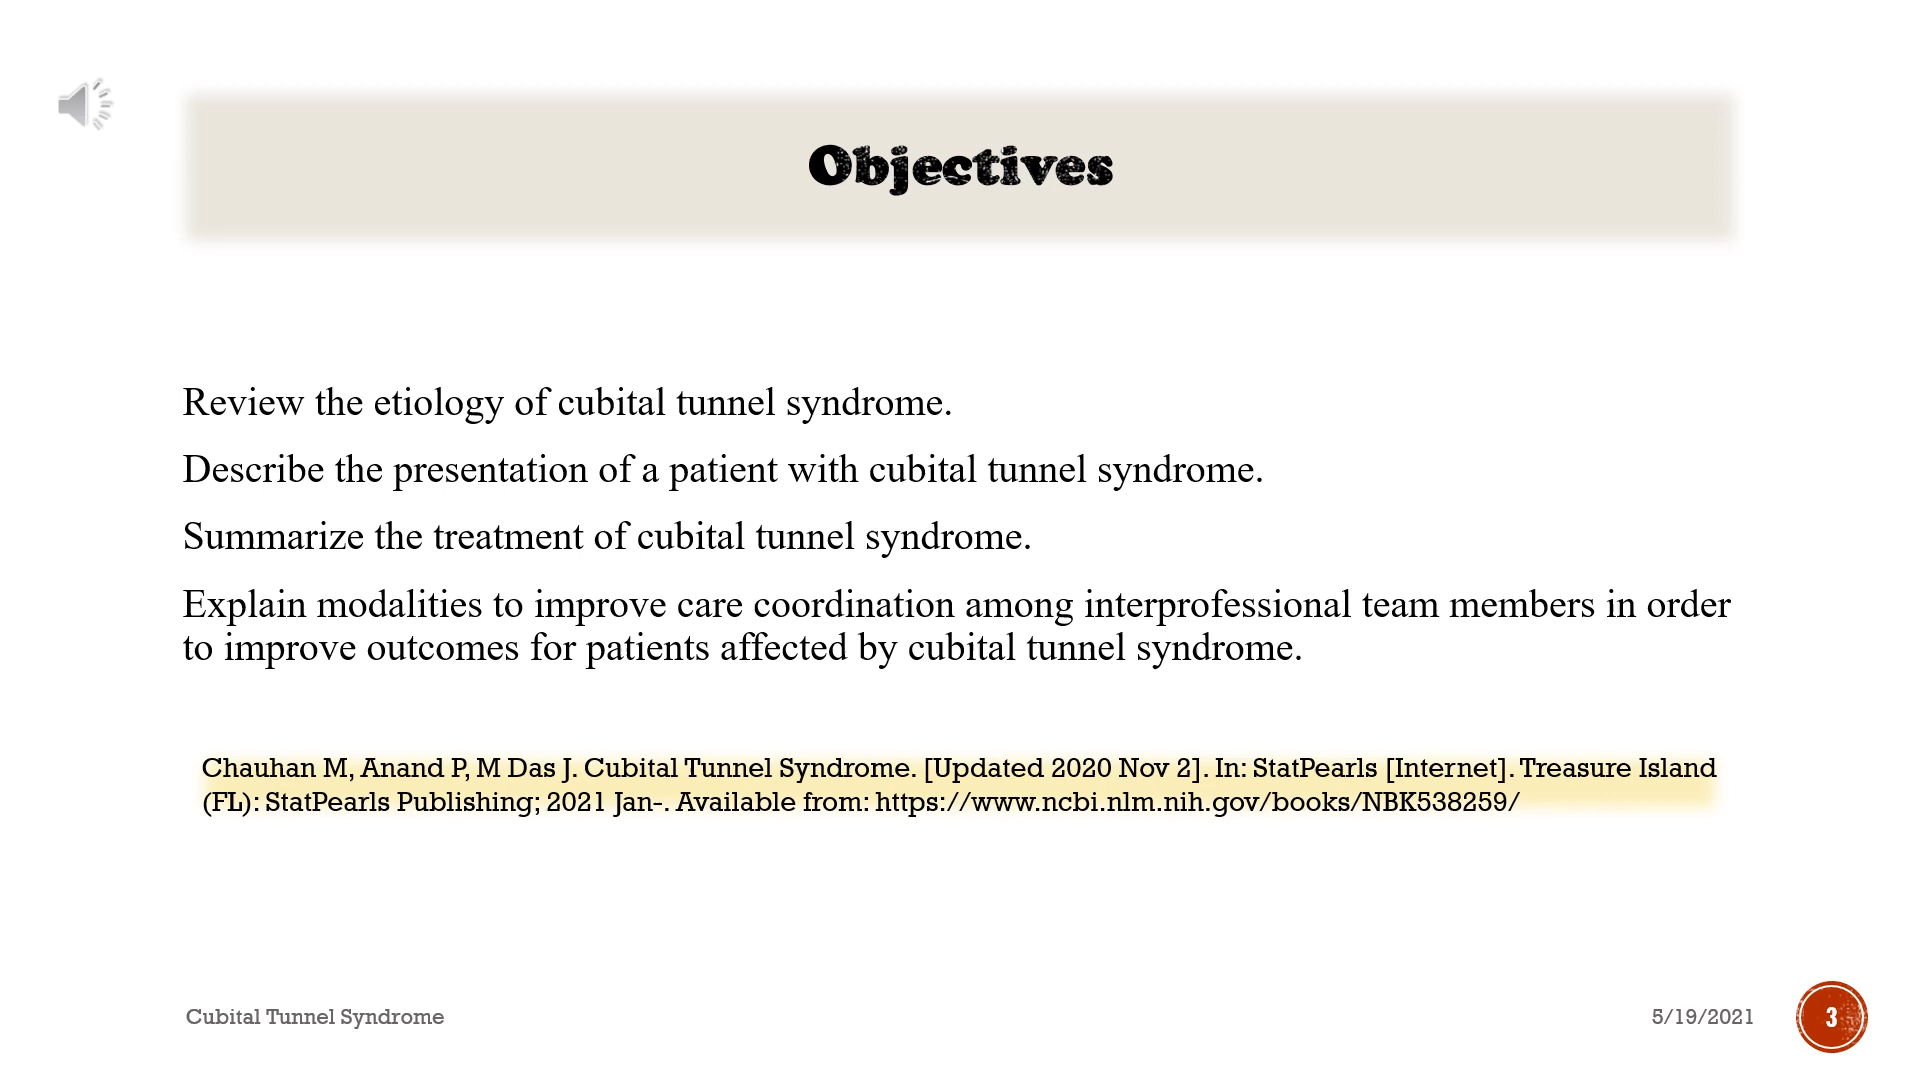 Objectives
Review the etiology of cubital tunnel syndrome.
Describe the presentation of a patient with cubital tunnel syndrome.
Summarize the treatment of cubital tunnel syndrome.
Explain modalities to improve care coordination among interprofessional team members in order
to improve outcomes for patients affected by cubital tunnel syndrome.
Chauhan M, Anand P, M Das J. Cubital Tunnel Syndrome. [Updated 2020 Nov 2]. In: StatPearls [Internet]. Treasure Island
(FL): StatPearls Publishing; 2021 Jan-. Available from: https://www.ncbi.nlm.nih.gov/books/NBK538259/
Cubital Tunnel Syndrome
5/19/2021
3